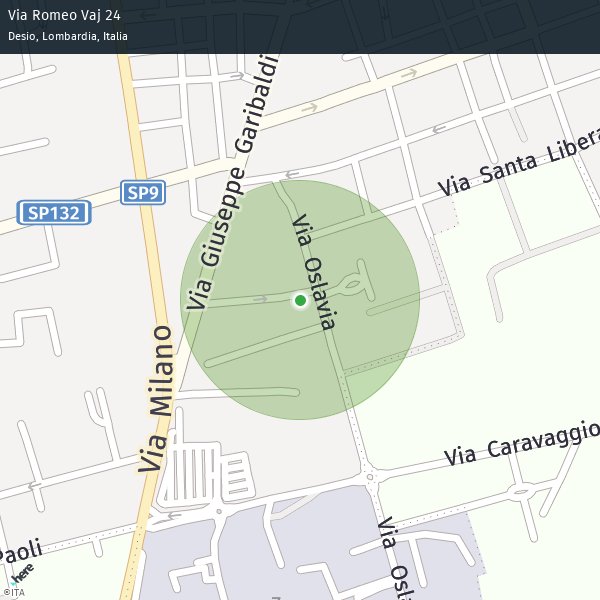 Via Romeo Vaj 24
Desio, Lombardia, Italia
Via Giuseppe Garibaldi
Via Santa Libera
SP9
SP132
Via Oslavia
Via Milano
Via Caravaggio
Paoli
Via Osla
here
©ITA